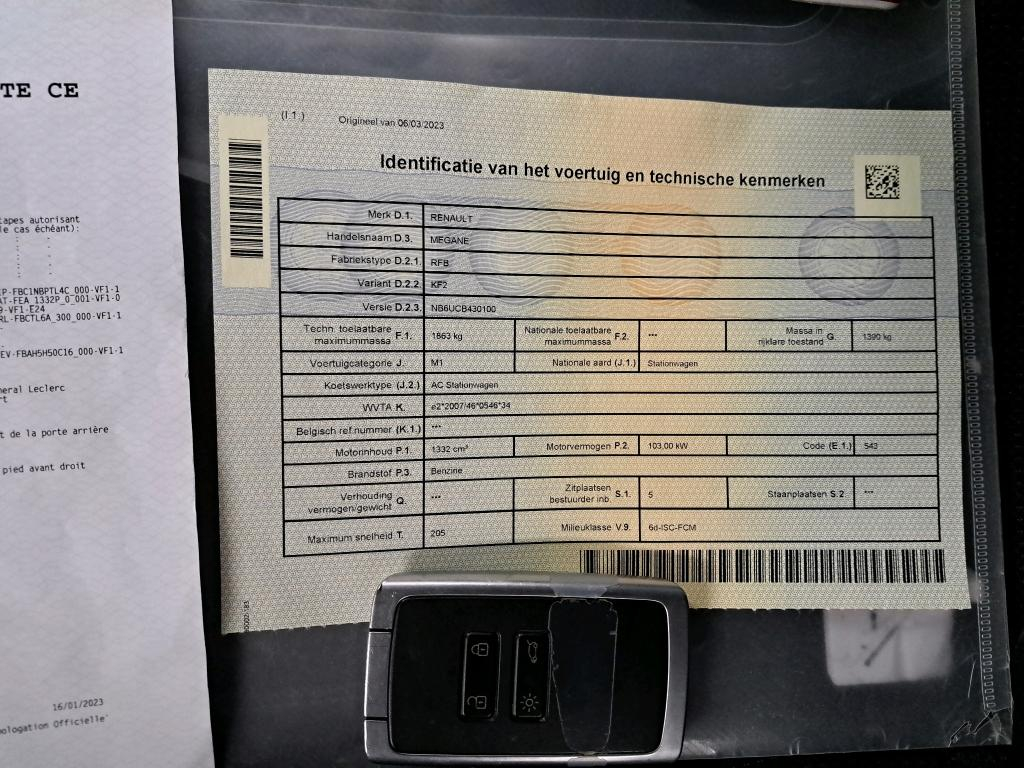 TE CE
tapes autorisant
le cas échéant):
P-FBC1NBPTL4C_000-VF1-1
AT-FEA_1332P_0_001-VF1-0
9-VF1-E24
RL-FBCTL6A_300_000-VF1-1
EV-FBAH5H50C16_000-VF1-1
neral Leclerc
rt
t de la porte arrière
pied avant droit
16/01/2023
ologation Officielle'
(I.1.) Origineel van 06/03/2023
Identificatie van het voertuig en technische kenmerken
Merk D.1. RENAULT
Handelsnaam D.3. MEGANE
Fabriekstype D.2.1. RFB
Variant D.2.2. KF2
Versie D.2.3. NB6UCB430100
Techn. toelaatbare maximummassa F.1. 1863 kg Nationale toelaatbare maximummassa F.2. --- Massa in rijklare toestand G. 1390 kg
Voertuigcategorie J. M1 Nationale aard (J.1.) Stationwagen
Koetswerktype (J.2.) AC Stationwagen
WVTA K. e2*2007/46*0546*34
Belgisch ref.nummer (K.1.) ---
Motorinhoud P.1. 1332 cm³ Motorvermogen P.2. 103.00 kW Code (E.1.) 543
Brandstof P.3. Benzine
Verhouding vermogen/gewicht Q. --- Zitplaatsen bestuurder inb. S.1. 5 Staanplaatsen S.2. ---
Maximum snelheid T. 205 Milieuklasse V.9. 6d-ISC-FCM